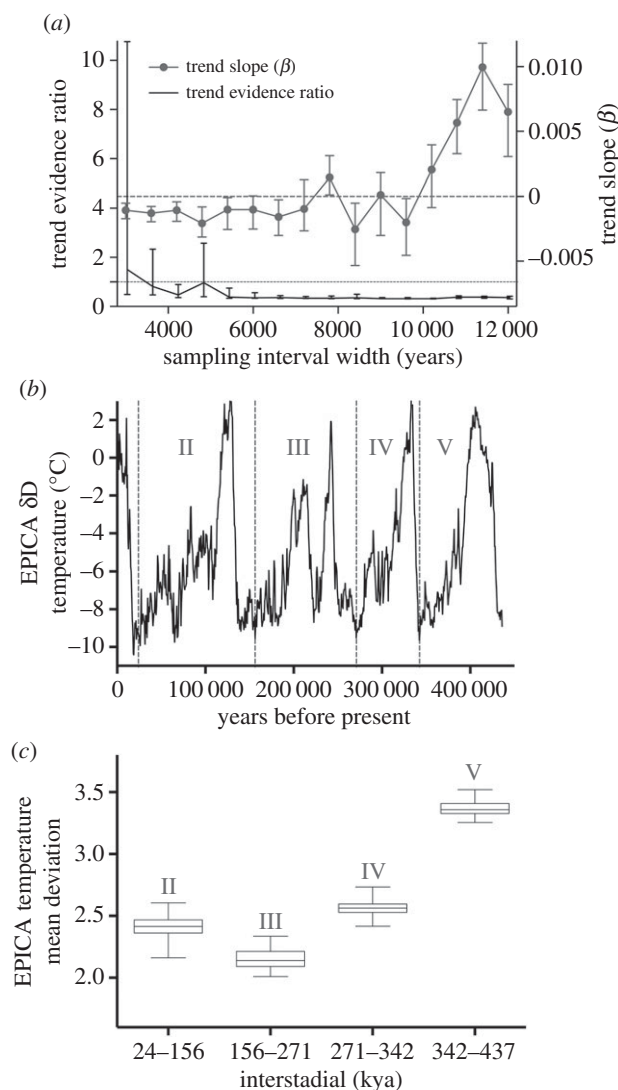 (a)
trend slope (β)
trend evidence ratio
10
8
6
4
2
1
0
trend evidence ratio
0.010
0.005
0
−0.005
trend slope (β)
4000 6000 8000 10 000 12 000
sampling interval width (years)
(b)
II III IV V
2
0
−2
−4
−6
−8
−10
EPICA δD
temperature (°C)
0 100 000 200 000 300 000 400 000
years before present
(c)
V
IV
II
III
3.5
3.0
2.5
2.0
EPICA temperature
mean deviation
24–156 156–271 271–342 342–437
interstadial (kya)